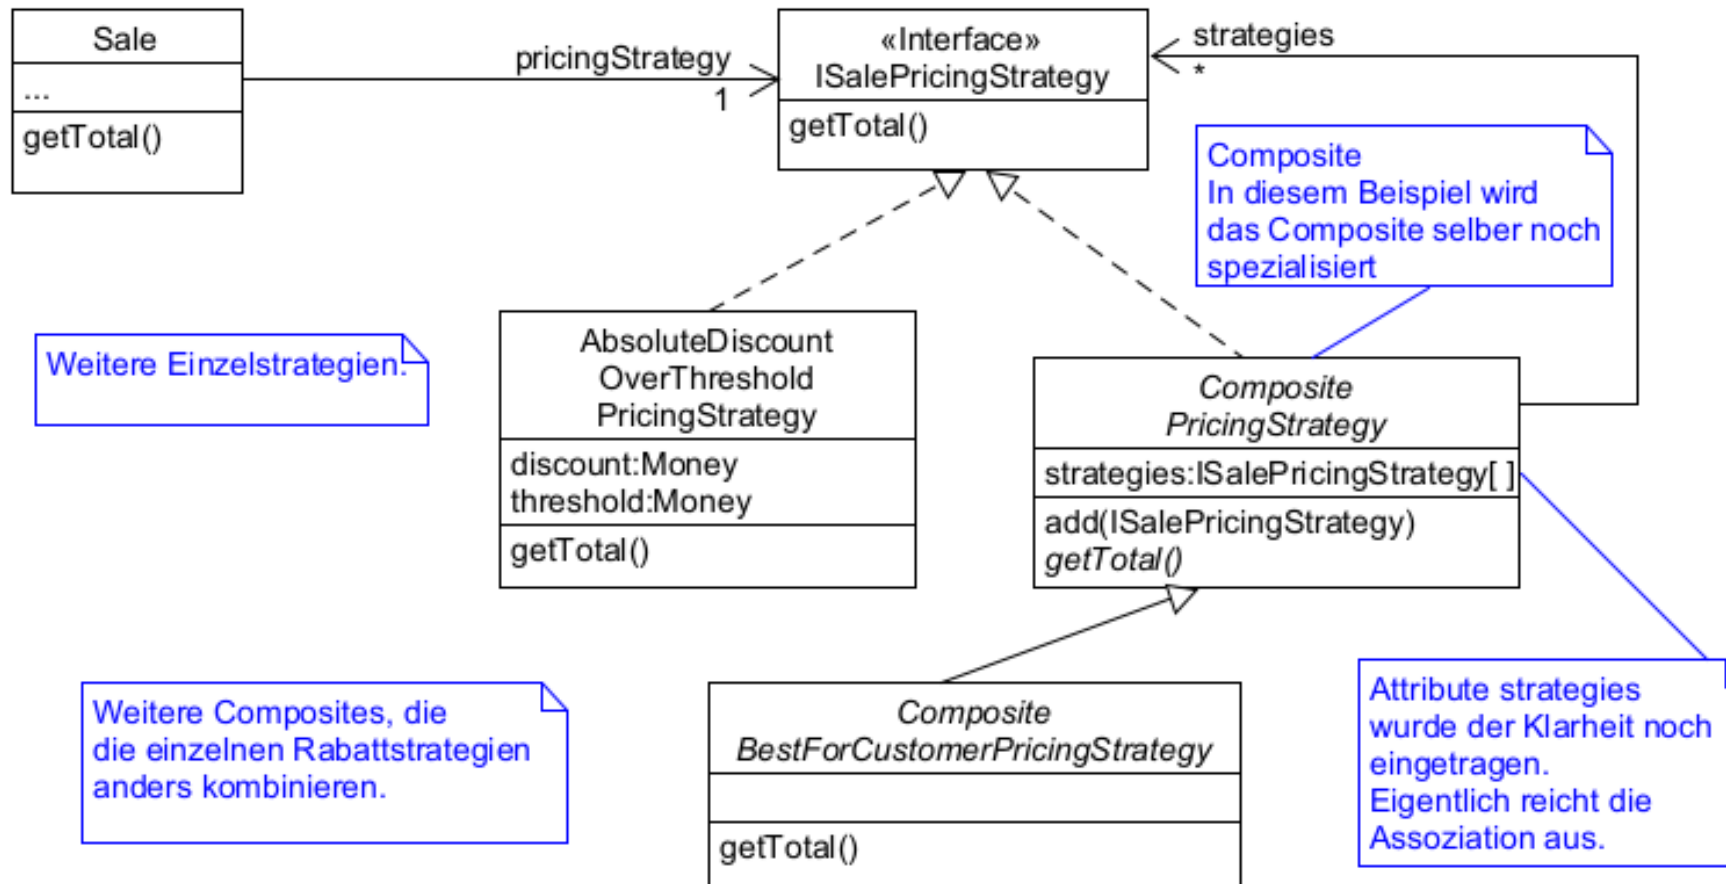 Sale
...
getTotal()
pricingStrategy
1
«Interface»
ISalePricingStrategy
getTotal()
strategies
*
Composite
In diesem Beispiel wird
das Composite selber noch
spezialisiert
Weitere Einzelstrategien.
AbsoluteDiscount
OverThreshold
PricingStrategy
discount:Money
threshold:Money
getTotal()
Composite
PricingStrategy
strategies:ISalePricingStrategy[ ]
add(ISalePricingStrategy)
getTotal()
Weitere Composites, die
die einzelnen Rabattstrategien
anders kombinieren.
Composite
BestForCustomerPricingStrategy
getTotal()
Attribute strategies
wurde der Klarheit noch
eingetragen.
Eigentlich reicht die
Assoziation aus.